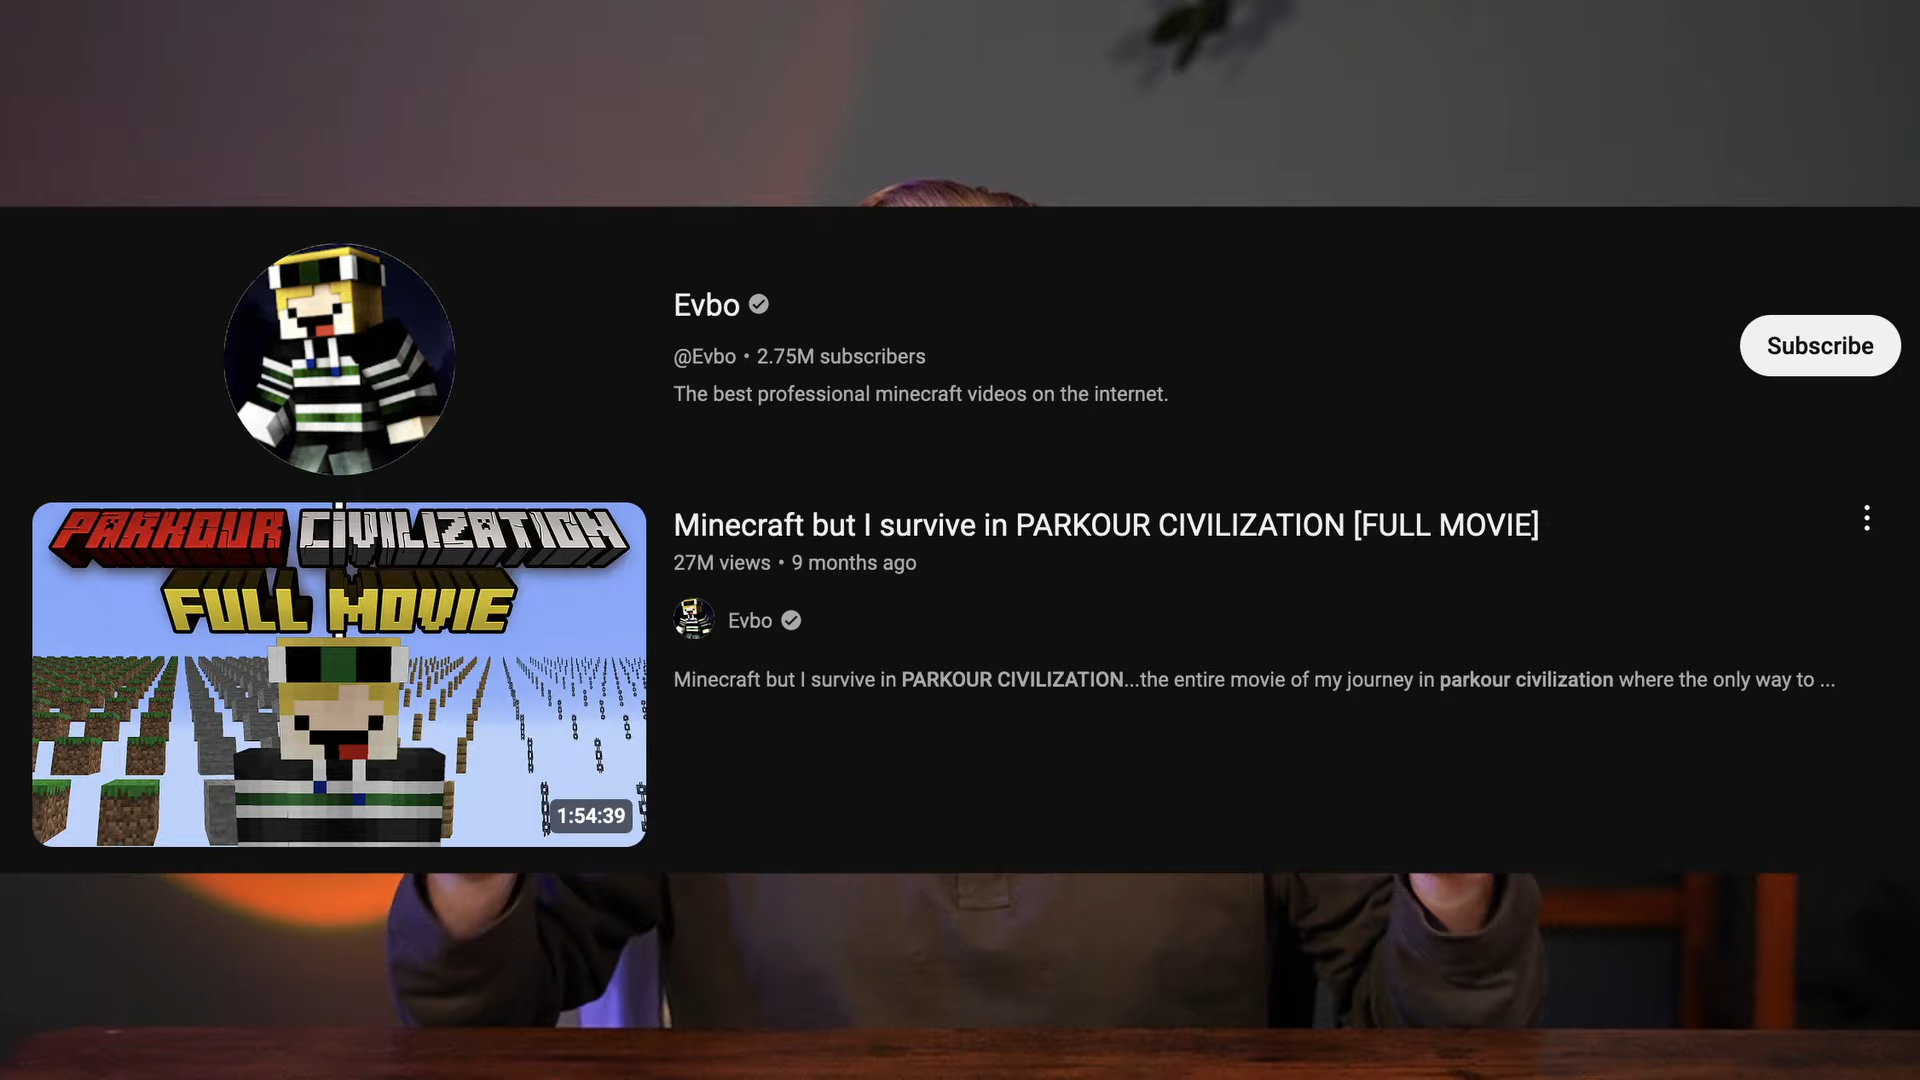 Evbo
@Evbo • 2.75M subscribers
The best professional minecraft videos on the internet.
Subscribe
PARKOUR CIVILIZATION
FULL MOVIE
1:54:39
Minecraft but I survive in PARKOUR CIVILIZATION [FULL MOVIE]
27M views • 9 months ago
Evbo
Minecraft but I survive in PARKOUR CIVILIZATION...the entire movie of my journey in parkour civilization where the only way to ...